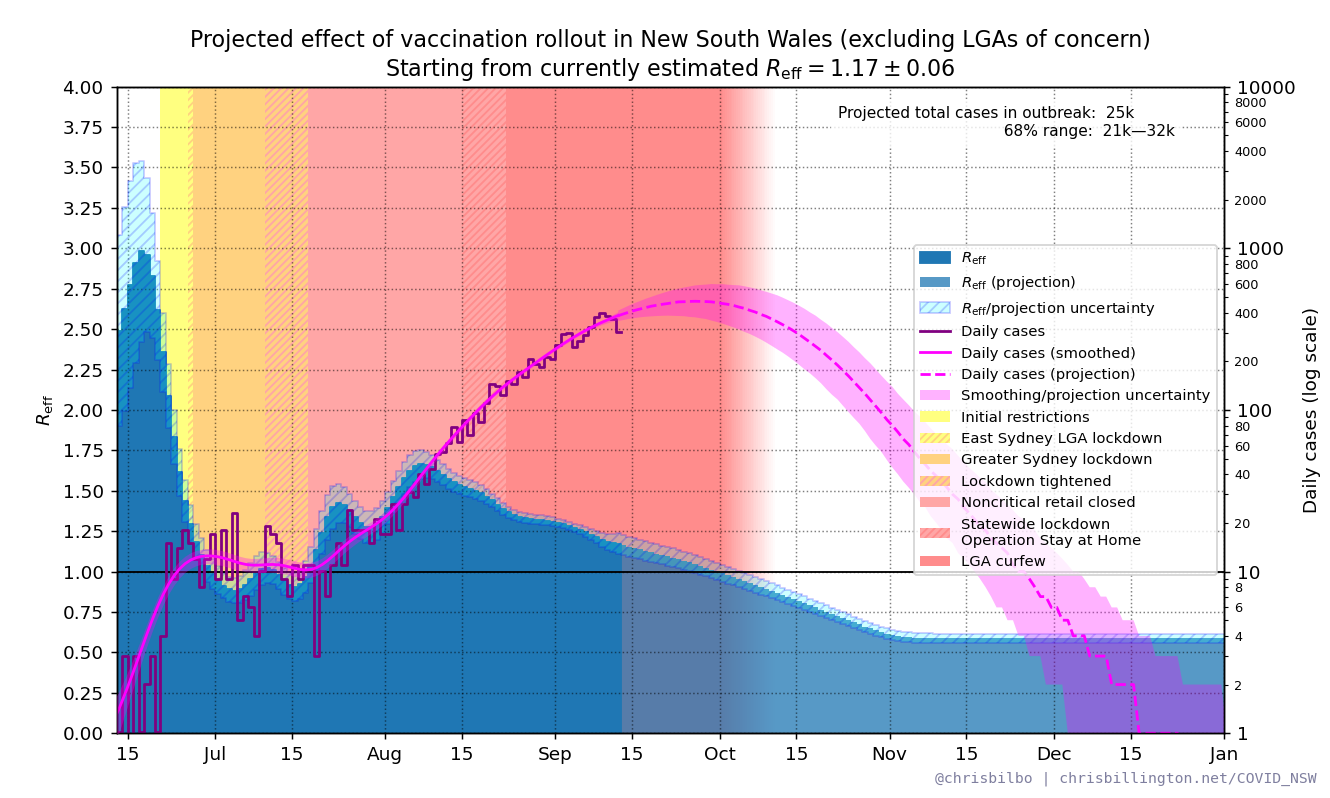 Projected effect of vaccination rollout in New South Wales (excluding LGAs of concern)
Starting from currently estimated Reff = 1.17 ± 0.06
Projected total cases in outbreak: 25k
68% range: 21k—32k
Reff
4.00
3.75
3.50
3.25
3.00
2.75
2.50
2.25
2.00
1.75
1.50
1.25
1.00
0.75
0.50
0.25
0.00
10000
8000
6000
4000
2000
1000
800
600
400
200
100
80
60
40
20
10
8
6
4
2
1
Daily cases (log scale)
Reff
Reff (projection)
Reff/projection uncertainty
Daily cases
Daily cases (smoothed)
Daily cases (projection)
Smoothing/projection uncertainty
Initial restrictions
East Sydney LGA lockdown
Greater Sydney lockdown
Lockdown tightened
Noncritical retail closed
Statewide lockdown
Operation Stay at Home
LGA curfew
15 Jul 15 Aug 15 Sep 15 Oct 15 Nov 15 Dec 15 Jan
@chrisbilbo | chrisbillington.net/COVID_NSW